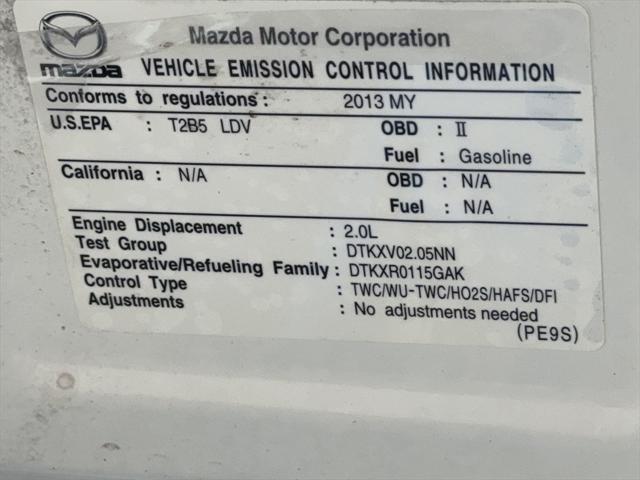 Mazda Motor Corporation
mazda VEHICLE EMISSION CONTROL INFORMATION
Conforms to regulations : 2013 MY
U.S.EPA : T2B5 LDV OBD : II
Fuel : Gasoline
California : N/A OBD : N/A
Fuel : N/A
Engine Displacement : 2.0L
Test Group : DTKXV02.05NN
Evaporative/Refueling Family : DTKXR0115GAK
Control Type : TWC/WU-TWC/HO2S/HAFS/DFI
Adjustments : No adjustments needed
(PE9S)